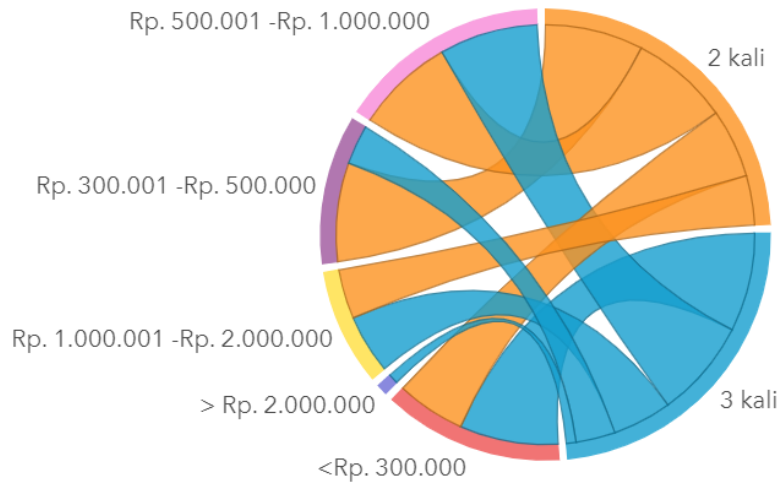 Rp. 500.001 -Rp. 1.000.000
2 kali
Rp. 300.001 -Rp. 500.000
Rp. 1.000.001 -Rp. 2.000.000
> Rp. 2.000.000
3 kali
<Rp. 300.000